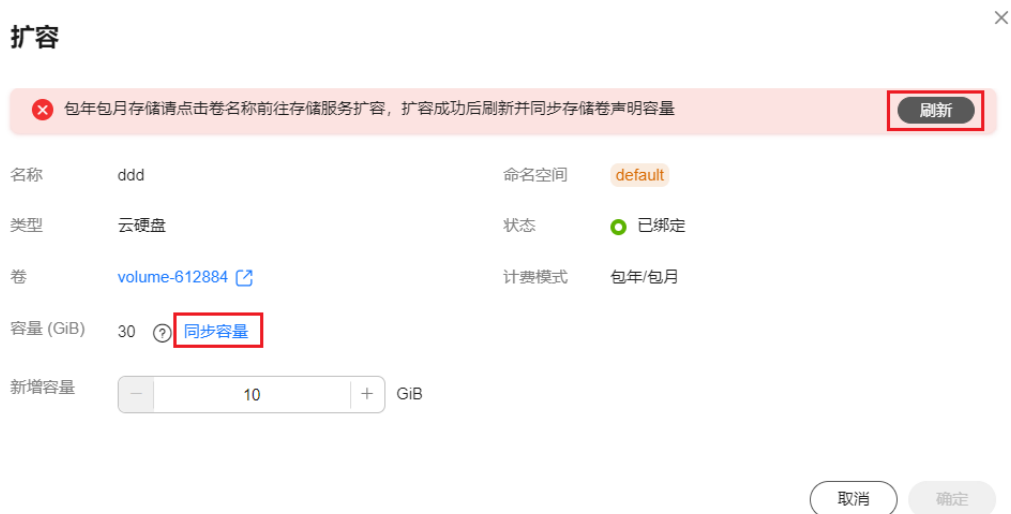 扩容
包年包月存储请点击卷名称前往存储服务扩容，扩容成功后刷新并同步存储卷声明容量 刷新
名称 ddd 命名空间 default
类型 云硬盘 状态 已绑定
卷 volume-612884 计费模式 包年/包月
容量 (GiB) 30 ? 同步容量
新增容量 — 10 + GiB
取消 确定